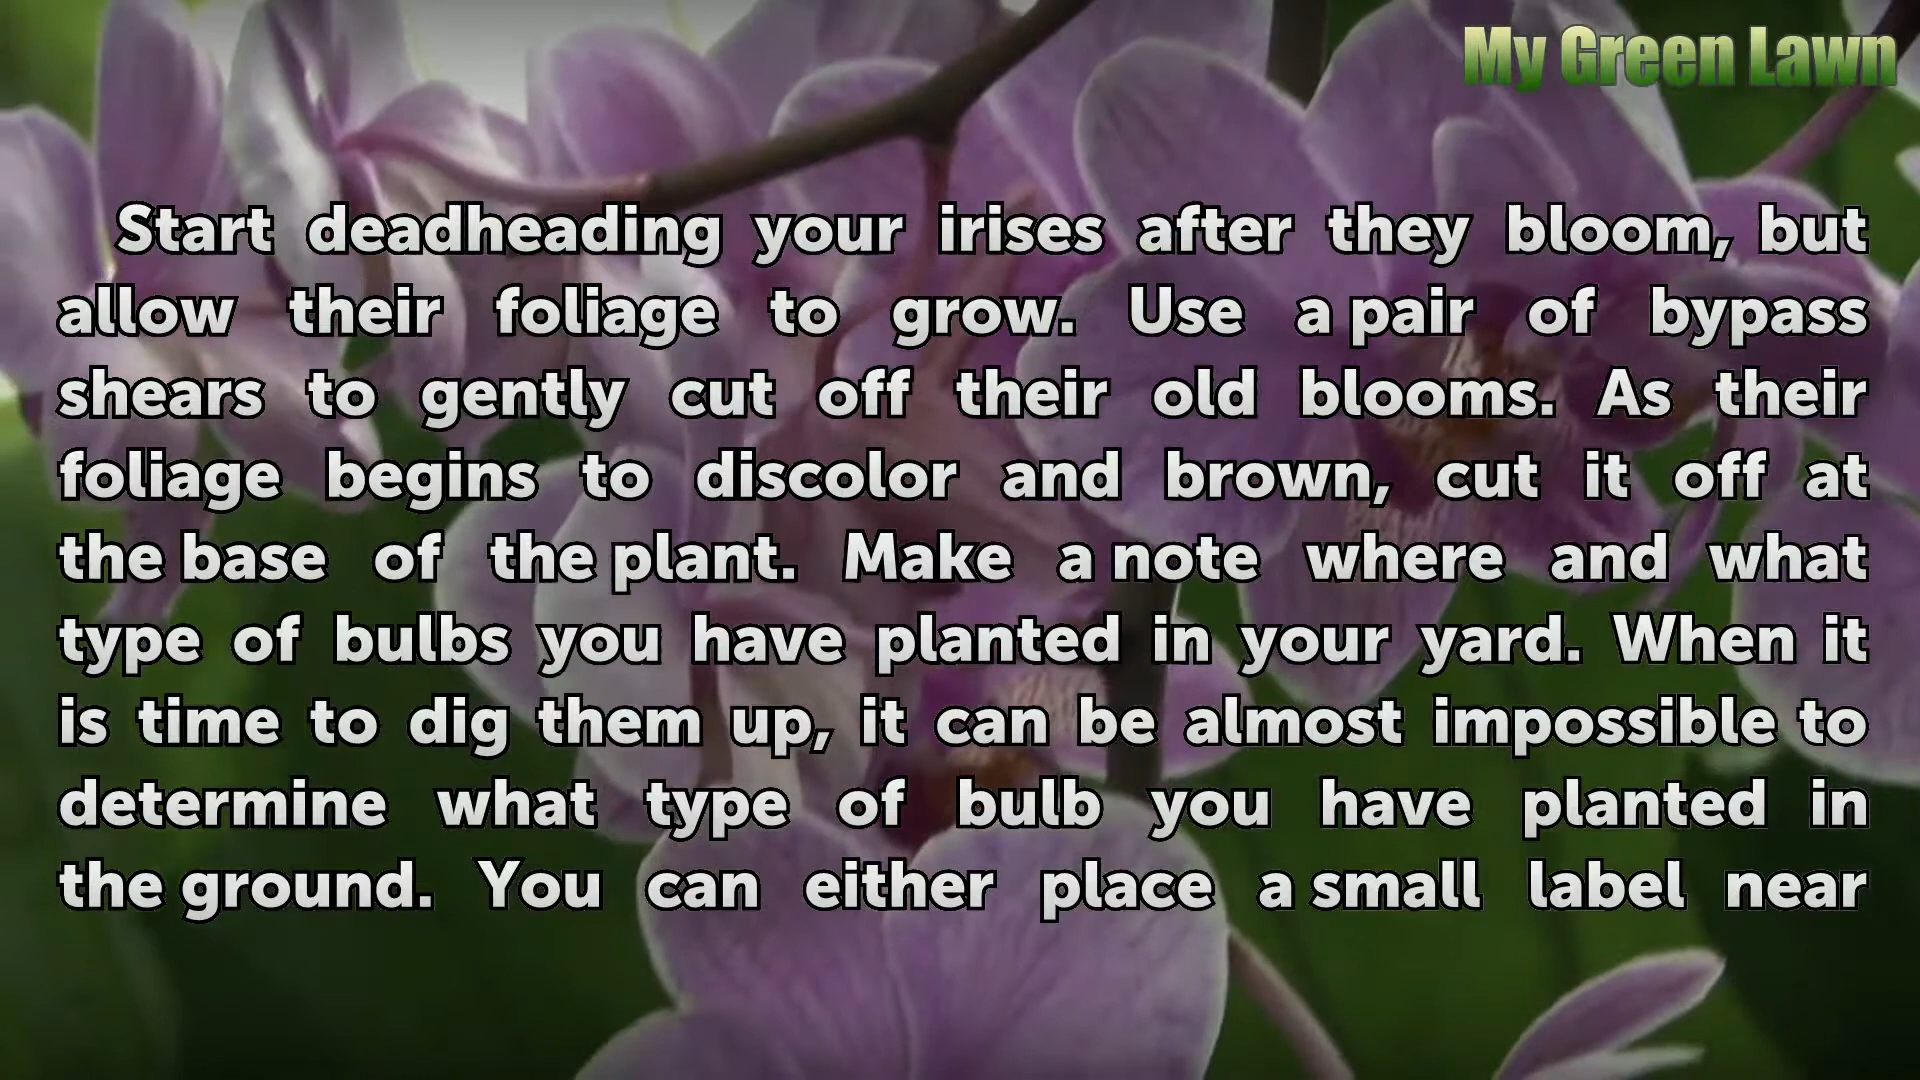 My Green Lawn
Start deadheading your irises after they bloom, but
allow their foliage to grow. Use a pair of bypass
shears to gently cut off their old blooms. As their
foliage begins to discolor and brown, cut it off at
the base of the plant. Make a note where and what
type of bulbs you have planted in your yard. When it
is time to dig them up, it can be almost impossible to
determine what type of bulb you have planted in
the ground. You can either place a small label near